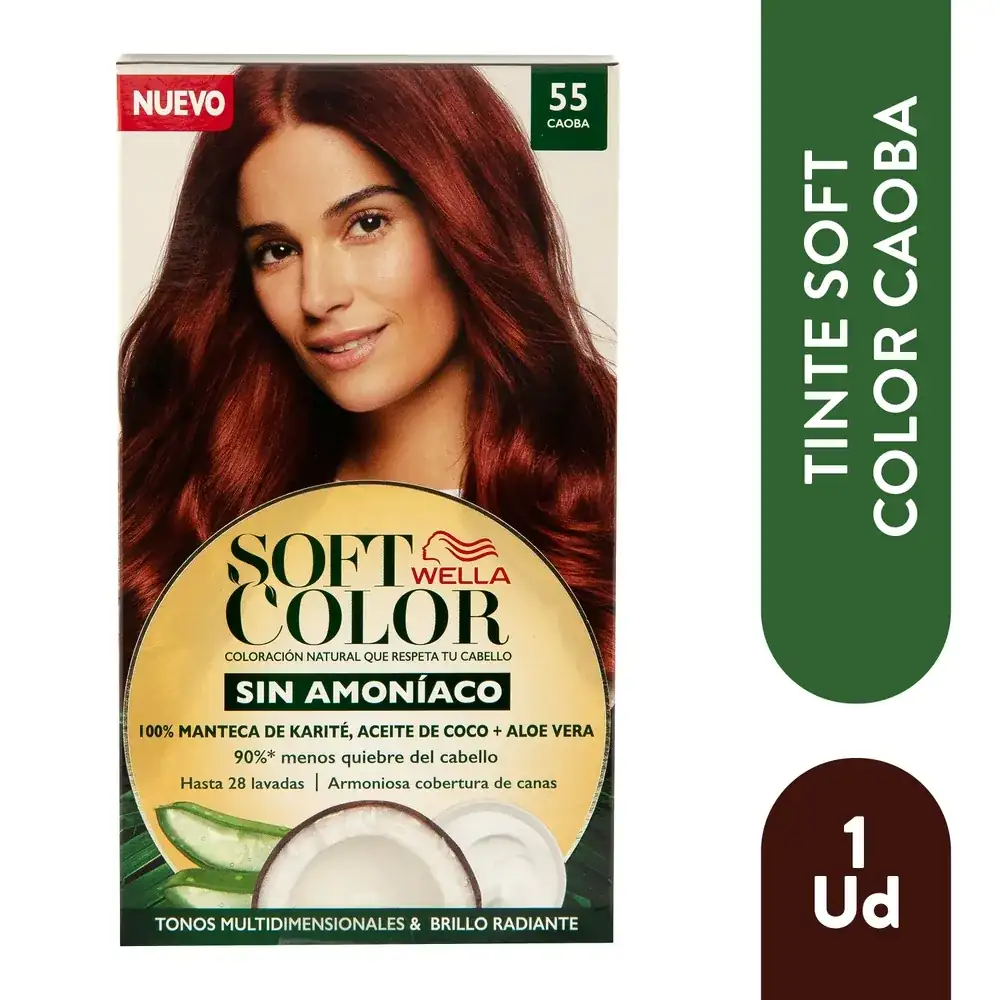 NUEVO
55
CAOBA
SOFT
WELLA
COLOR
COLORACIÓN NATURAL QUE RESPETA TU CABELLO
SIN AMONÍACO
100% MANTECA DE KARITÉ, ACEITE DE COCO + ALOE VERA
90%* menos quiebre del cabello
Hasta 28 lavadas | Armoniosa cobertura de canas
TONOS MULTIDIMENSIONALES & BRILLO RADIANTE
TINTE SOFT
COLOR CAOBA
1
Ud